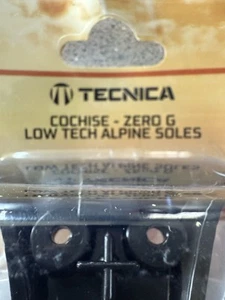 TECNICA
COCHISE - ZERO G
LOW TECH ALPINE SOLES